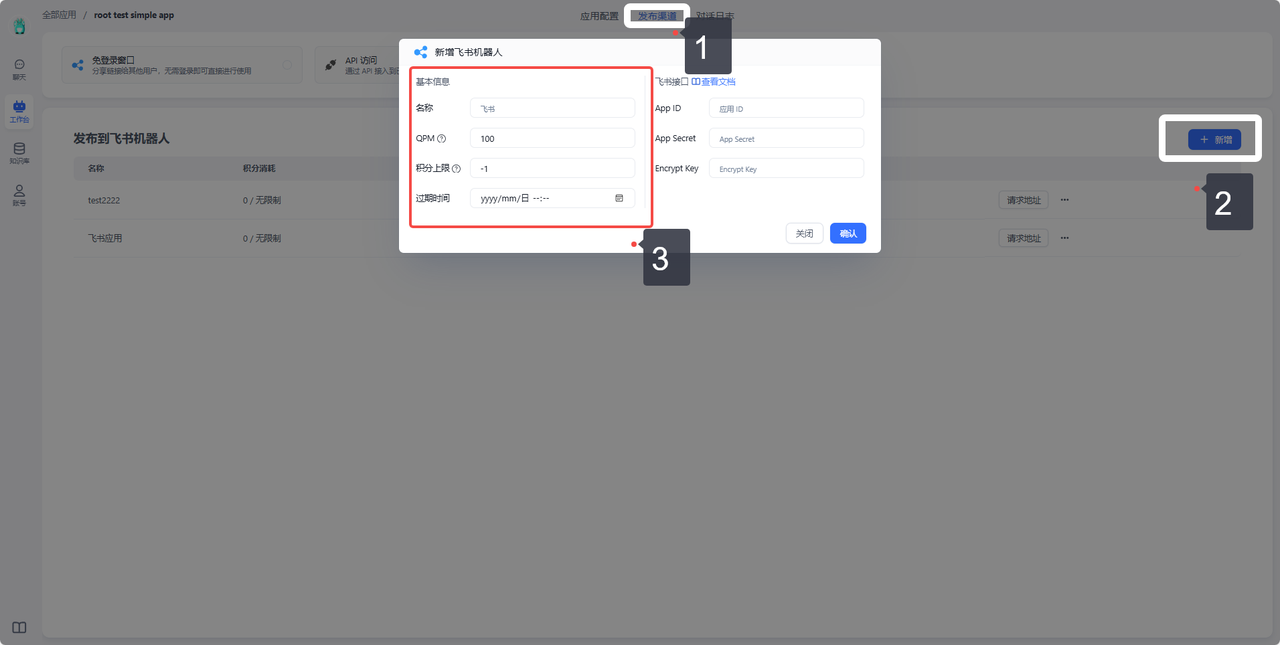 全部应用 / root test simple app
应用配置 发布渠道 对话日志
1
聊天
工作台
知识库
账号
免登录窗口
分享链接给其他用户，无需登录即可直接进行使用
API 访问
通过 API 接入到
发布到飞书机器人
新增
2
名称 积分消耗
test2222 0 / 无限制 请求地址
飞书应用 0 / 无限制 请求地址
新增飞书机器人
基本信息
名称 飞书
QPM 100
积分上限 -1
过期时间 yyyy/mm/日 --:--
3
飞书接口 查看文档
App ID 应用 ID
App Secret App Secret
Encrypt Key Encrypt Key
关闭 确认